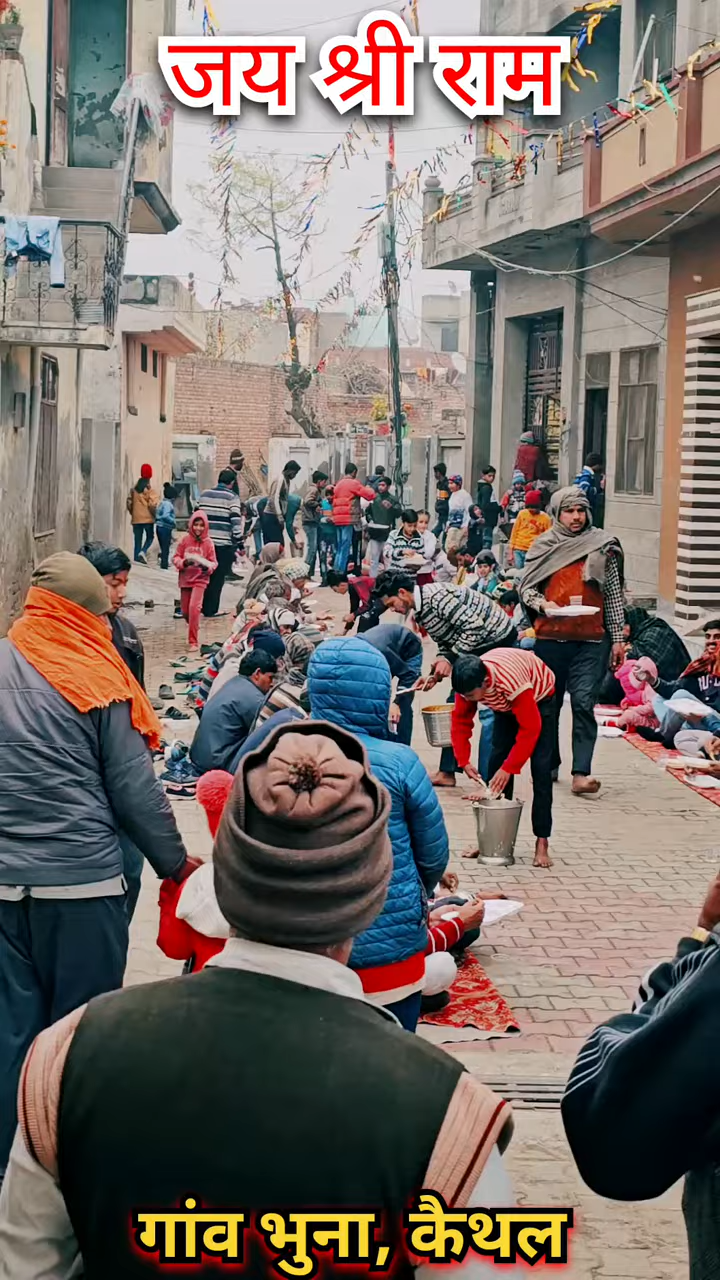 जय श्री राम
गांव भुना, कैथल